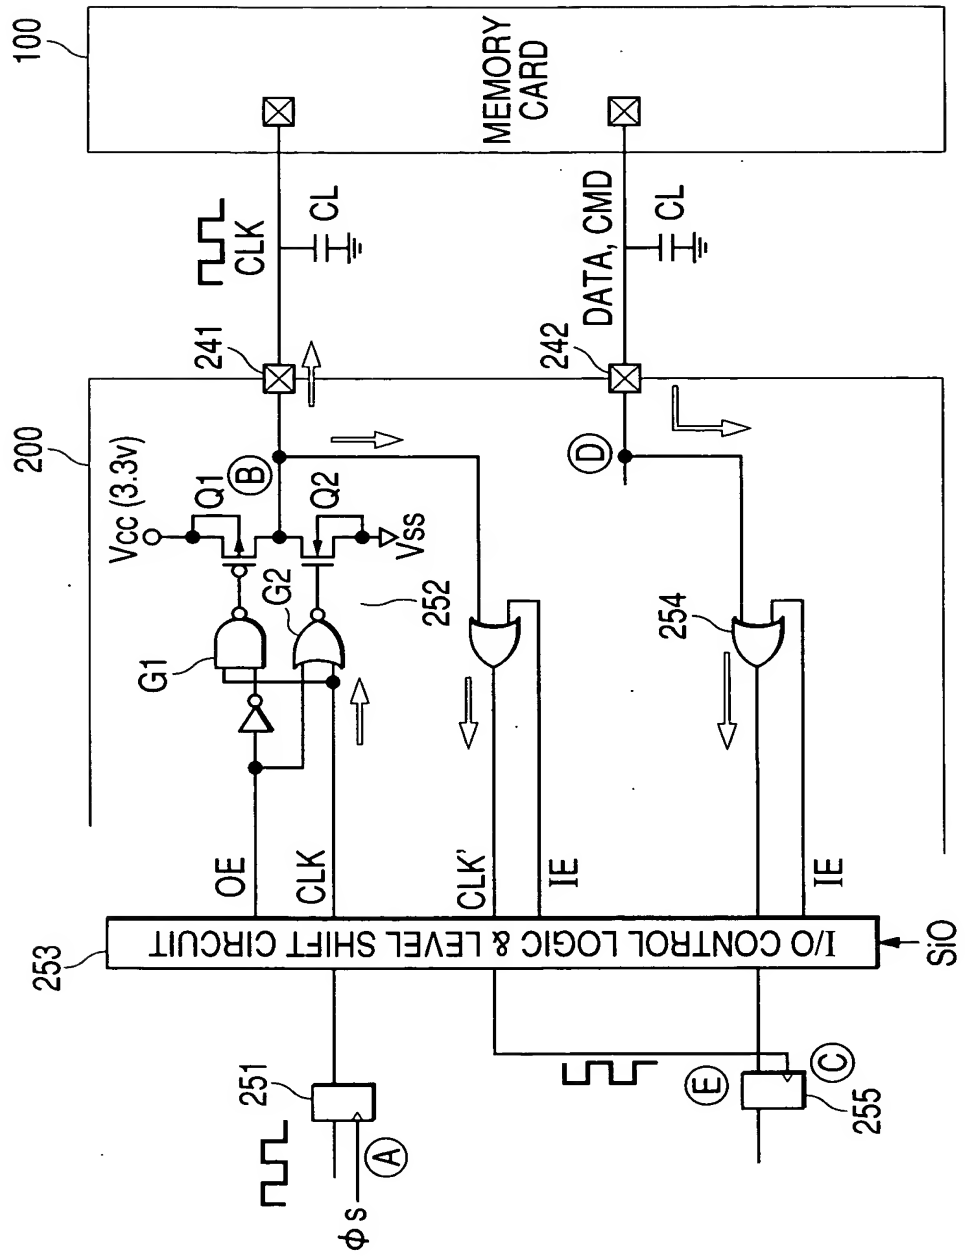 100
MEMORY
CARD
CLK
CL
DATA, CMD
CL
241
242
200
Vcc (3.3v)
Q1
B
Q2
Vss
G2
G1
252
D
254
OE
CLK
CLK'
IE
IE
253
I/O CONTROL LOGIC & LEVEL SHIFT CIRCUIT
SiO
251
A
ϕs
E
C
255